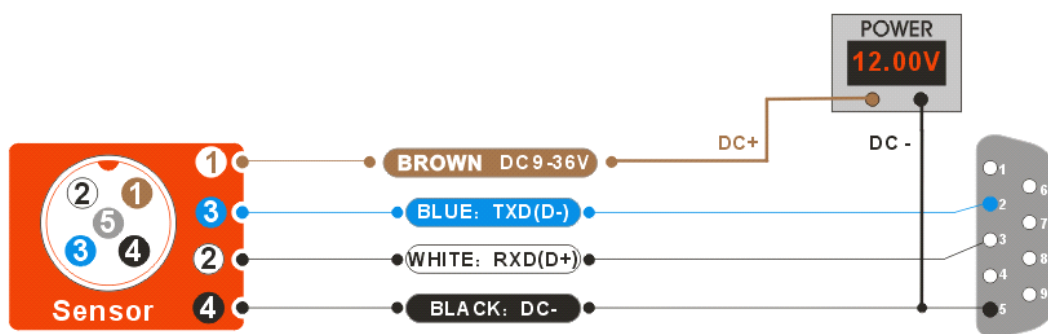 POWER
12.00V
DC+
DC -
1
BROWN DC9-36V
2
1
5
3
4
Sensor
3
BLUE: TXD(D-)
2
WHITE: RXD(D+)
4
BLACK: DC-
1
6
2
7
3
8
4
9
5